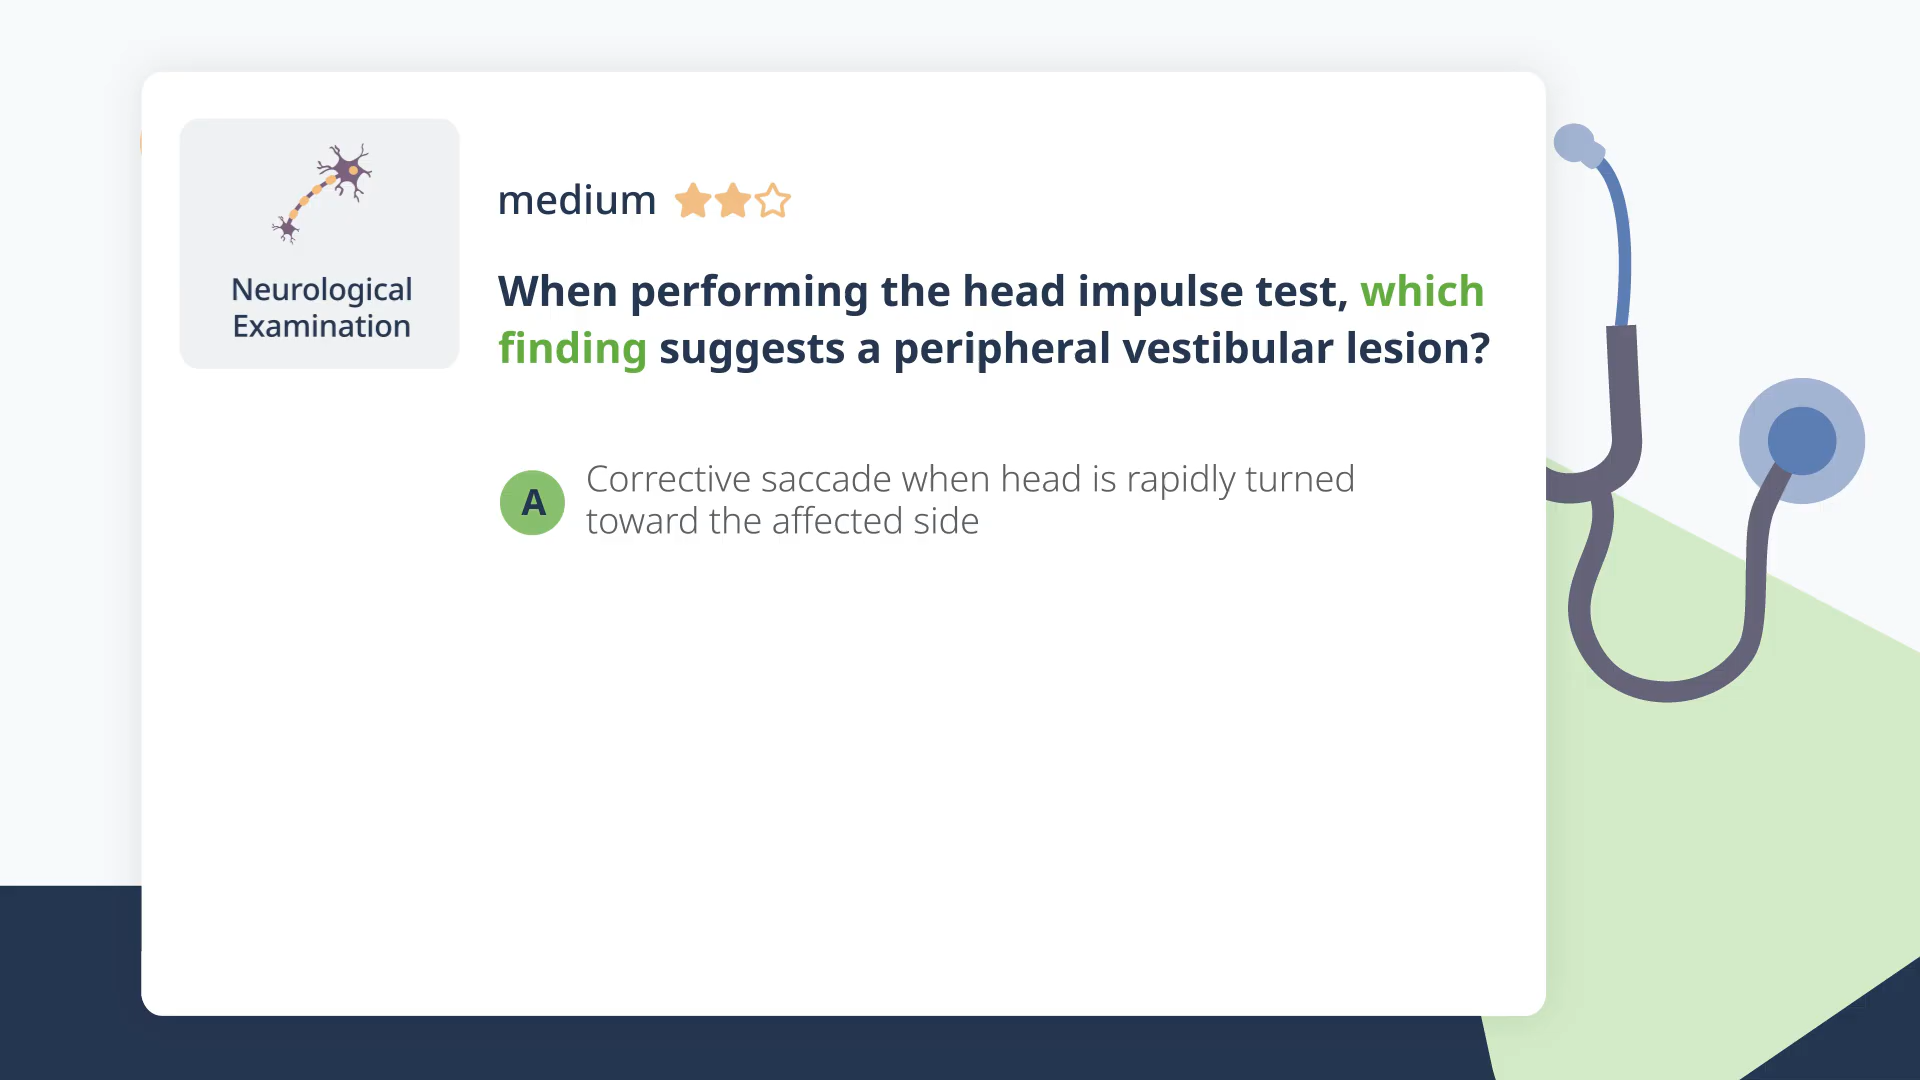 Neurological
Examination
medium
When performing the head impulse test, which
finding suggests a peripheral vestibular lesion?
A
Corrective saccade when head is rapidly turned
toward the affected side